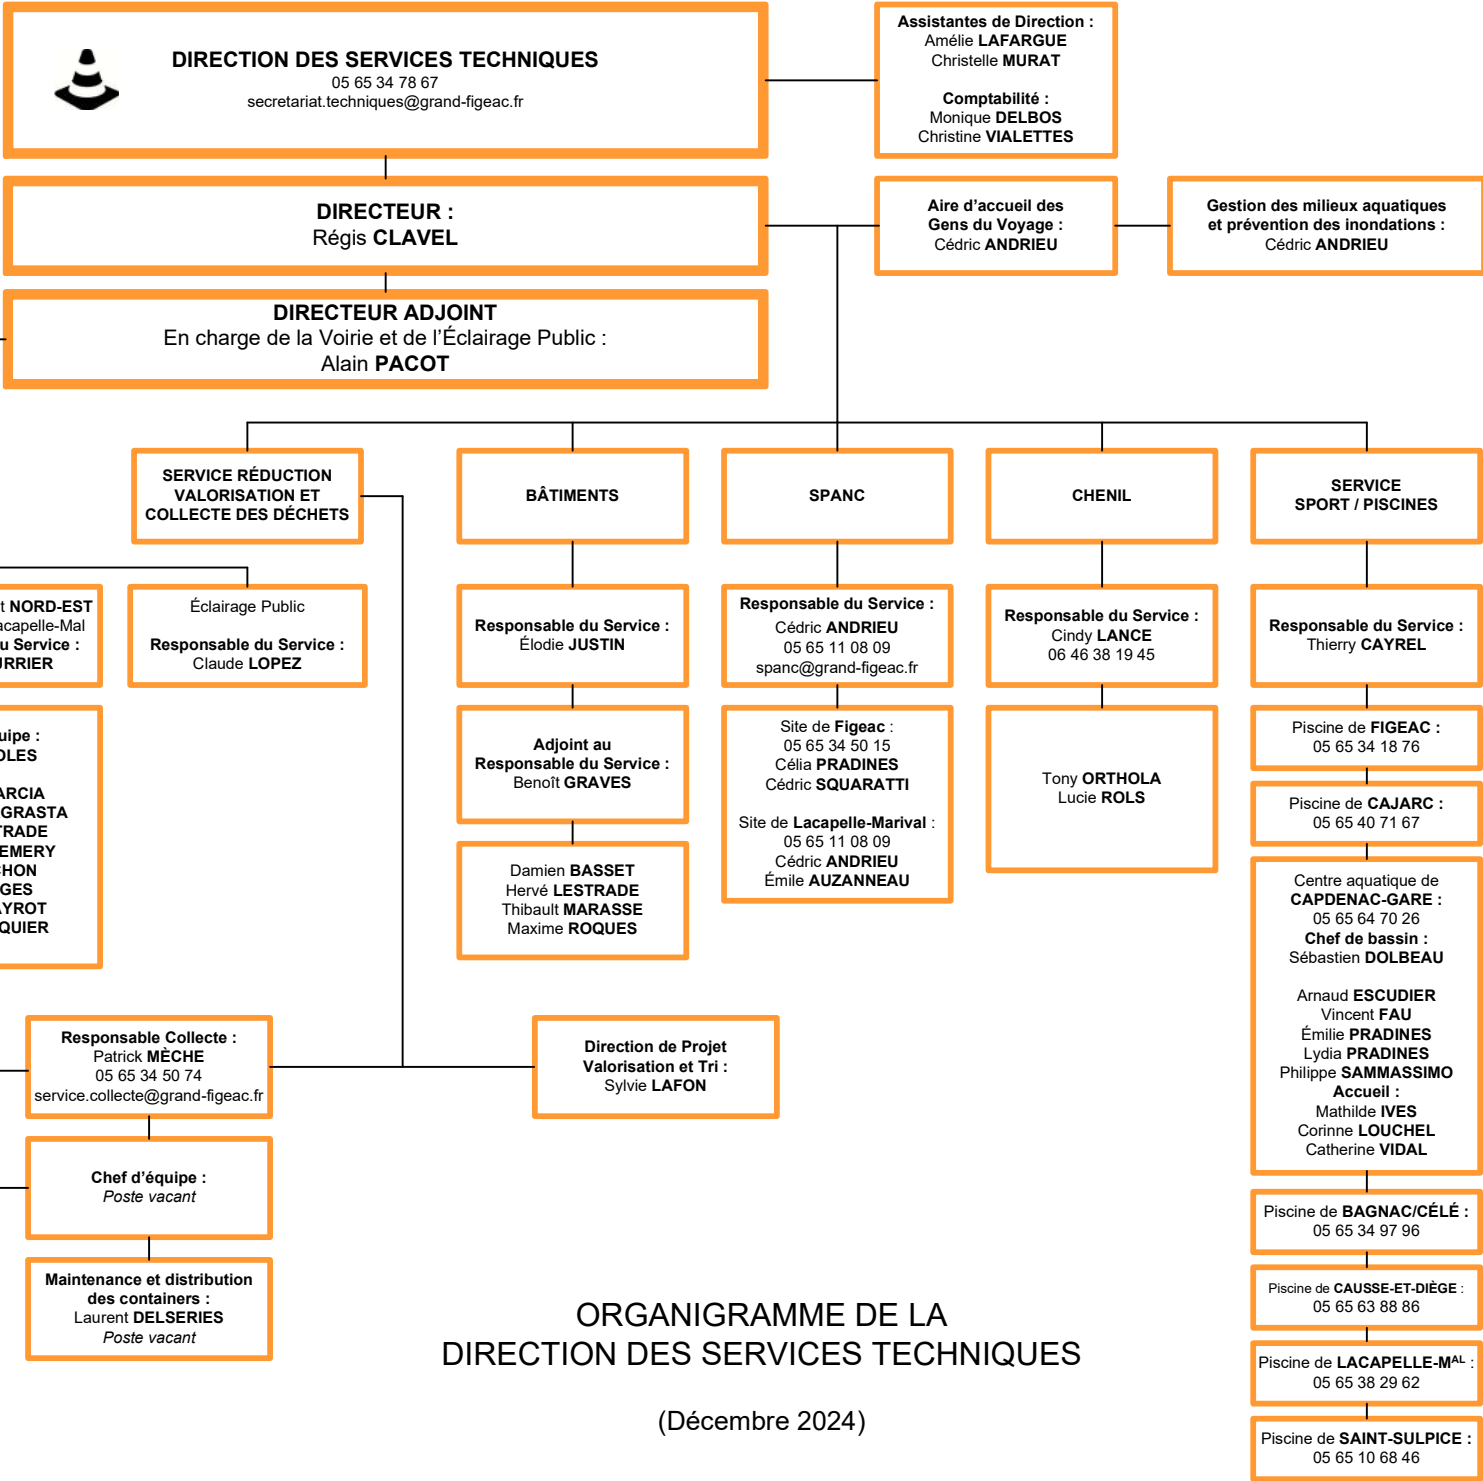 DIRECTION DES SERVICES TECHNIQUES
05 65 34 78 67
secretariat.techniques@grand-figeac.fr
Assistantes de Direction :
Amélie LAFARGUE
Christelle MURAT
Comptabilité :
Monique DELBOS
Christine VIALETTES
DIRECTEUR :
Régis CLAVEL
Aire d'accueil des
Gens du Voyage :
Cédric ANDRIEU
Gestion des milieux aquatiques
et prévention des inondations :
Cédric ANDRIEU
DIRECTEUR ADJOINT
En charge de la Voirie et de l'Éclairage Public :
Alain PACOT
SERVICE RÉDUCTION
VALORISATION ET
COLLECTE DES DÉCHETS
BÂTIMENTS
SPANC
CHENIL
SERVICE
SPORT / PISCINES
NORD-EST
Service :
Éclairage Public
Responsable du Service :
Claude LOPEZ
Responsable du Service :
Élodie JUSTIN
Adjoint au
Responsable du Service :
Benoît GRAVES
Damien BASSET
Hervé LESTRADE
Thibault MARASSE
Maxime ROQUES
Responsable du Service :
Cédric ANDRIEU
05 65 11 08 09
spanc@grand-figeac.fr
Site de Figeac :
05 65 34 50 15
Célia PRADINES
Cédric SQUARATTI
Site de Lacapelle-Marival :
05 65 11 08 09
Cédric ANDRIEU
Émile AUZANNEAU
Responsable du Service :
Cindy LANCE
06 46 38 19 45
Tony ORTHOLA
Lucie ROLS
Responsable du Service :
Thierry CAYREL
Piscine de FIGEAC :
05 65 34 18 76
Piscine de CAJARC :
05 65 40 71 67
Centre aquatique de
CAPDENAC-GARE :
05 65 64 70 26
Chef de bassin :
Sébastien DOLBEAU
Arnaud ESCUDIER
Vincent FAU
Émilie PRADINES
Lydia PRADINES
Philippe SAMMASSIMO
Accueil :
Mathilde IVES
Corinne LOUCHEL
Catherine VIDAL
Piscine de BAGNAC/CÉLÉ :
05 65 34 97 96
Piscine de CAUSSE-ET-DIÈGE :
05 65 63 88 86
Piscine de LACAPELLE-MAL :
05 65 38 29 62
Piscine de SAINT-SULPICE :
05 65 10 68 46
Responsable Collecte :
Patrick MÈCHE
05 65 34 50 74
service.collecte@grand-figeac.fr
Direction de Projet
Valorisation et Tri :
Sylvie LAFON
Chef d'équipe :
Poste vacant
Maintenance et distribution
des containers :
Laurent DELSERIES
Poste vacant
ORGANIGRAMME DE LA
DIRECTION DES SERVICES TECHNIQUES
(Décembre 2024)